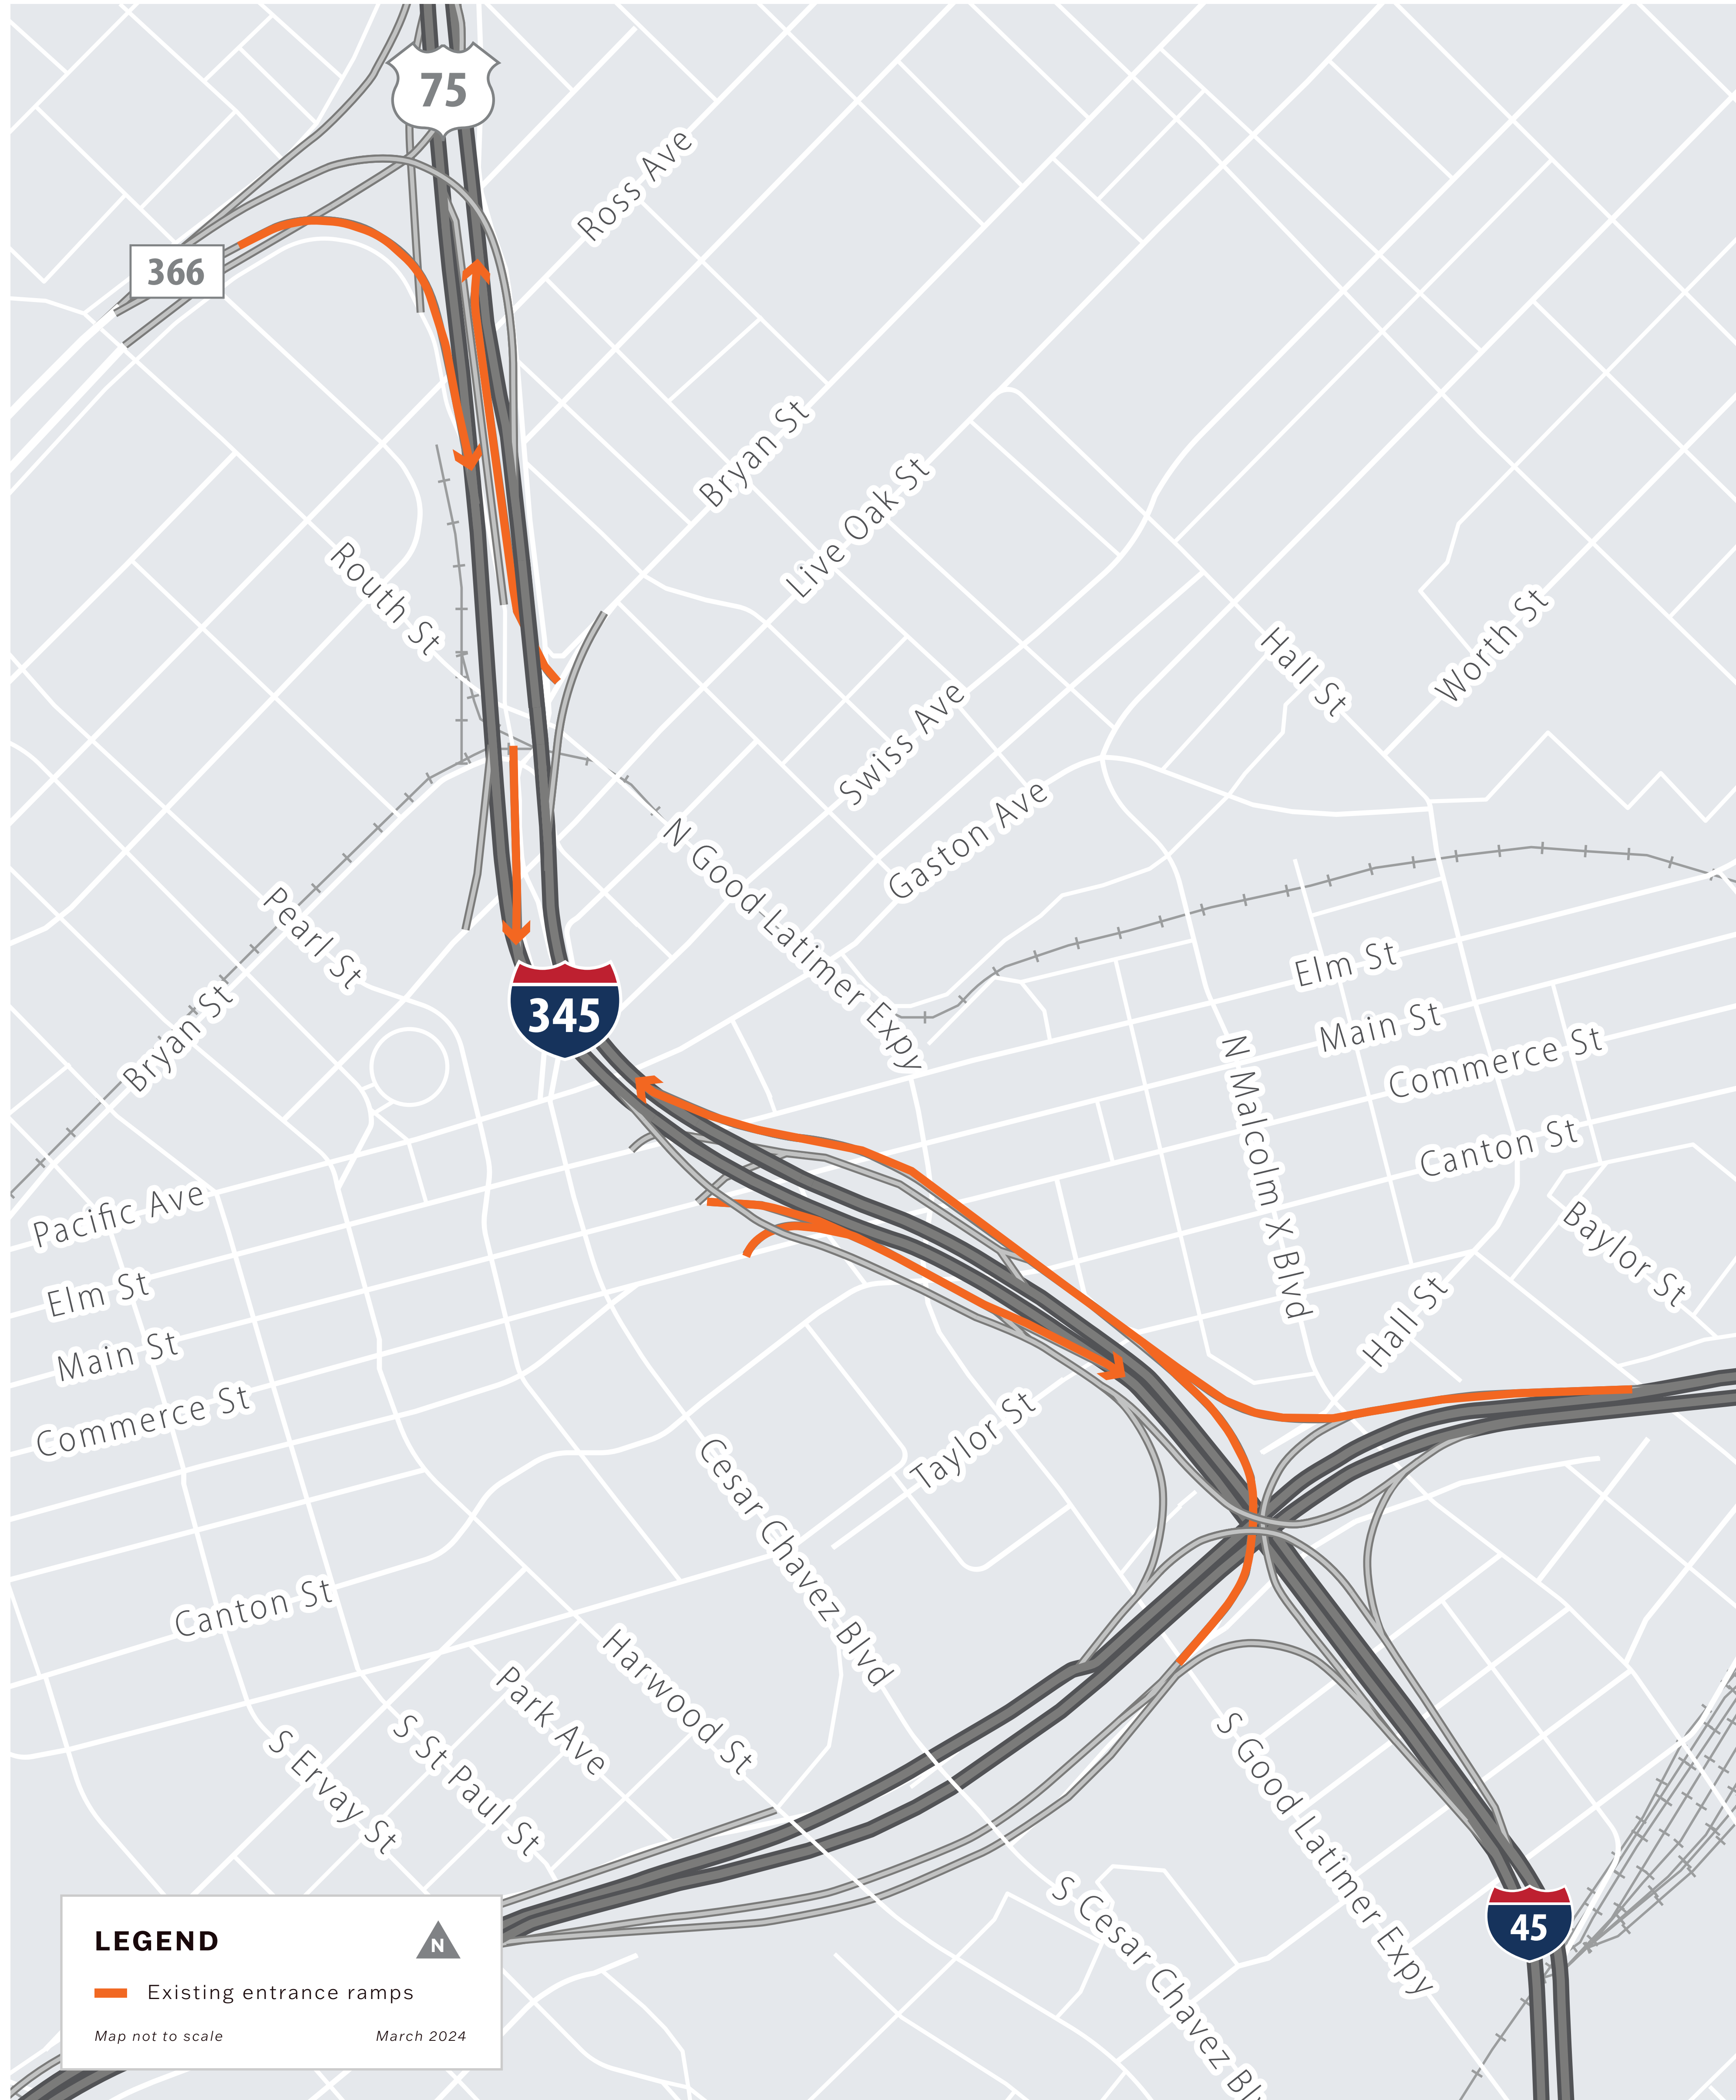 75
Ross Ave
366
Bryan St
Live Oak St
Routh St
Hall St
Worth St
Swiss Ave
Gaston Ave
N Good-Latimer Expy
Pearl St
Bryan St
345
Elm St
Main St
Commerce St
N Malcolm X Blvd
Canton St
Pacific Ave
Baylor St
Elm St
Hall St
Main St
Commerce St
Taylor St
Cesar Chavez Blvd
Canton St
Harwood St
Park Ave
S St Paul St
S Ervay St
S Good Latimer Expy
S Cesar Chavez Bl
45
LEGEND
N
Existing entrance ramps
Map not to scale
March 2024